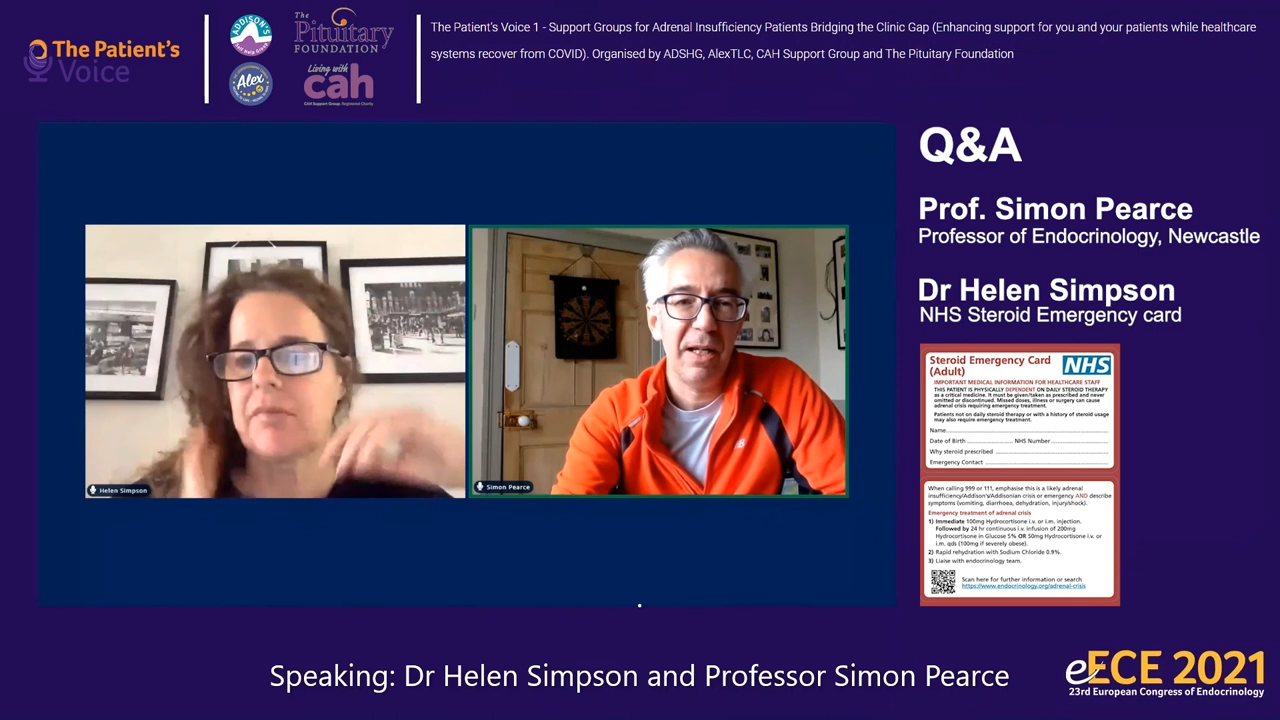 The Patient's
Voice
ADDISON'S
Self Help Group
The
Pituitary
FOUNDATION
Alex
Living with
cah
CAH Support Group: Registered Charity
The Patient's Voice 1 - Support Groups for Adrenal Insufficiency Patients Bridging the Clinic Gap (Enhancing support for you and your patients while healthcare
systems recover from COVID). Organised by ADSHG, AlexTLC, CAH Support Group and The Pituitary Foundation
Q&A
Prof. Simon Pearce
Professor of Endocrinology, Newcastle
Dr Helen Simpson
NHS Steroid Emergency card
Steroid Emergency Card
(Adult)
NHS
IMPORTANT MEDICAL INFORMATION FOR HEALTHCARE STAFF
THIS PATIENT IS PHYSICALLY DEPENDENT ON DAILY STEROID THERAPY
as a critical medicine. It must be given/taken as prescribed and never
omitted or discontinued. Missed doses, illness or surgery can cause
adrenal crisis requiring emergency treatment.
Patients not on daily steroid therapy or with a history of steroid usage
may also require emergency treatment.
Name
Date of Birth NHS Number
Why steroid prescribed
Emergency Contact
When calling 999 or 111, emphasise this is a likely adrenal
insufficiency/Addison's/Addisonian crisis or emergency AND describe
symptoms (vomiting, diarrhoea, dehydration, injury/shock).
Emergency treatment of adrenal crisis
1) Immediate 100mg Hydrocortisone i.v. or i.m. injection.
Followed by 24 hr continuous i.v. infusion of 200mg
Hydrocortisone in Glucose 5% OR 50mg Hydrocortisone i.v. or
i.m. qds (100mg if severely obese).
2) Rapid rehydration with Sodium Chloride 0.9%.
3) Liaise with endocrinology team.
Scan here for further information or search
https://www.endocrinology.org/adrenal-crisis
Helen Simpson
Simon Pearce
Speaking: Dr Helen Simpson and Professor Simon Pearce
eECE 2021
23rd European Congress of Endocrinology